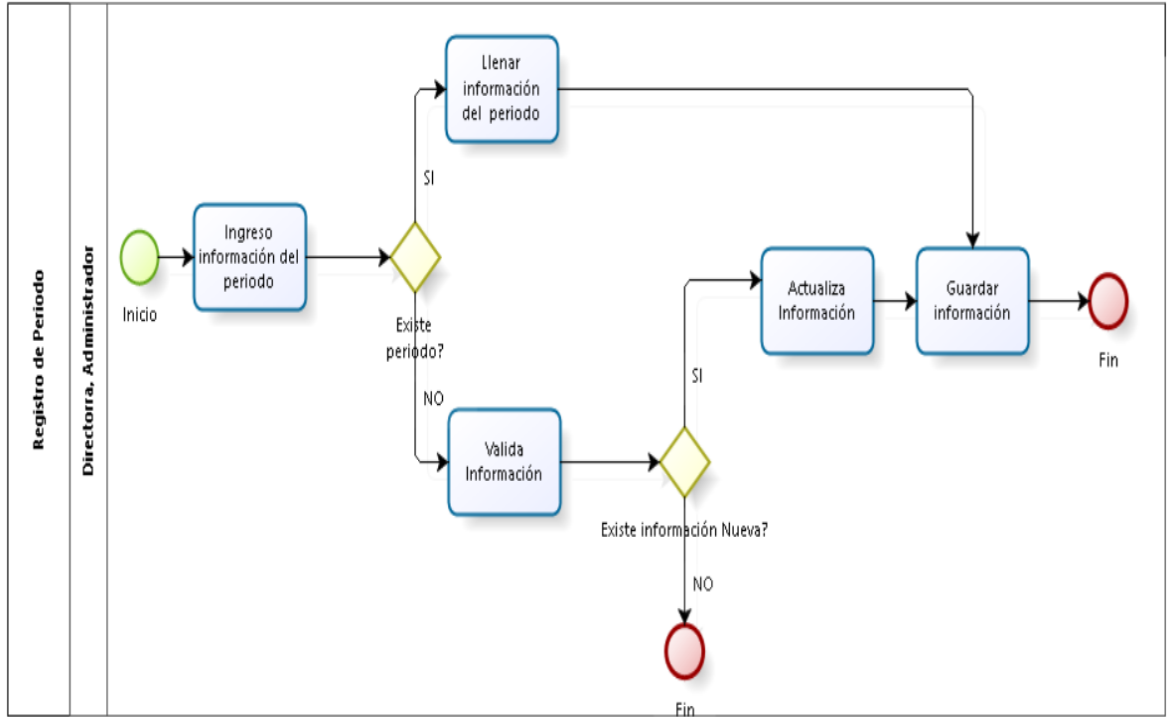 Registro de Periodo
Directorra, Administrador
Inicio
Ingreso
información del
periodo
Existe
periodo?
SI
Llenar
información
del periodo
NO
Valida
Información
Existe información Nueva?
SI
Actualiza
Información
Guardar
información
Fin
NO
Fin